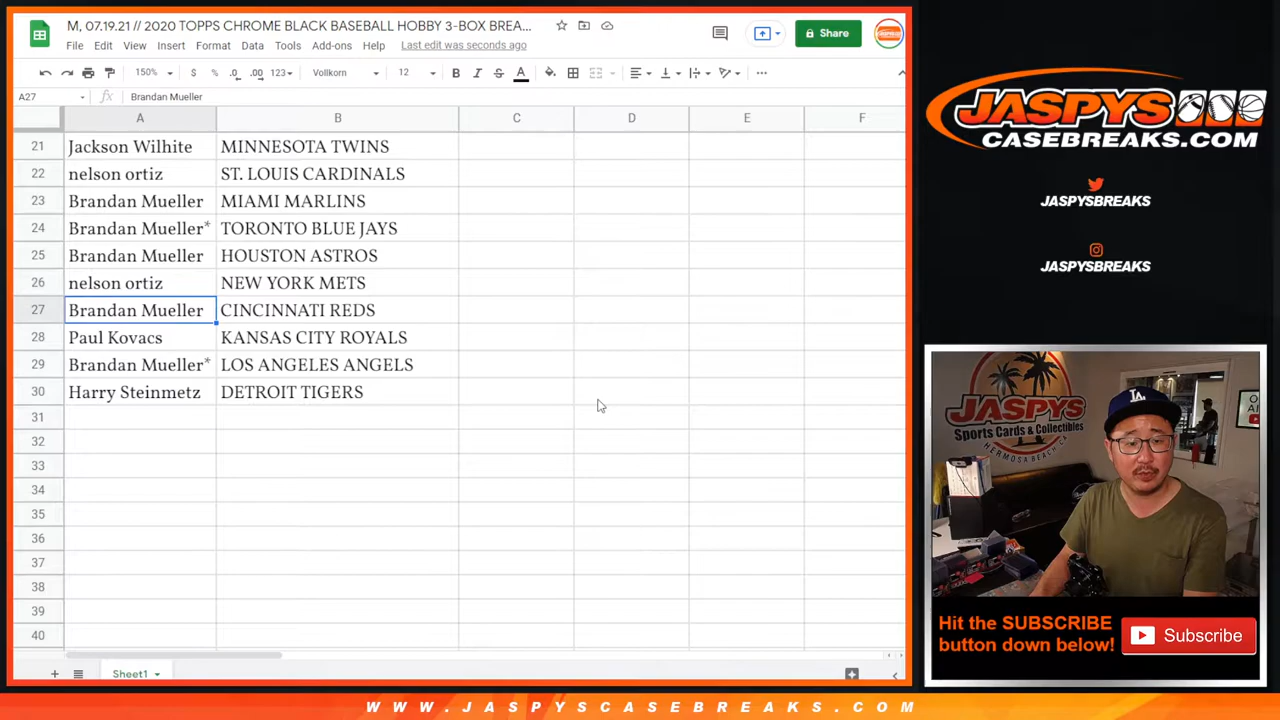 M, 07.19.21 // 2020 TOPPS CHROME BLACK BASEBALL HOBBY 3-BOX BREA...
File Edit View Insert Format Data Tools Add-ons Help Last edit was seconds ago
Share
150% $ % .0 .00 123 Vollkorn 12 B I S A
A27 fx Brandan Mueller
A B C D E F
21 Jackson Wilhite MINNESOTA TWINS
22 nelson ortiz ST. LOUIS CARDINALS
23 Brandan Mueller MIAMI MARLINS
24 Brandan Mueller* TORONTO BLUE JAYS
25 Brandan Mueller HOUSTON ASTROS
26 nelson ortiz NEW YORK METS
27 Brandan Mueller CINCINNATI REDS
28 Paul Kovacs KANSAS CITY ROYALS
29 Brandan Mueller* LOS ANGELES ANGELS
30 Harry Steinmetz DETROIT TIGERS
31
32
33
34
35
36
37
38
39
40
+ Sheet1
JASPYS
CASEBREAKS.COM
JASPYSBREAKS
JASPYSBREAKS
JASPYS
Sports Cards & Collectibles
HERMOSA BEACH, CA
LA
Hit the SUBSCRIBE
button down below!
Subscribe
WWW.JASPYSCASEBREAKS.COM